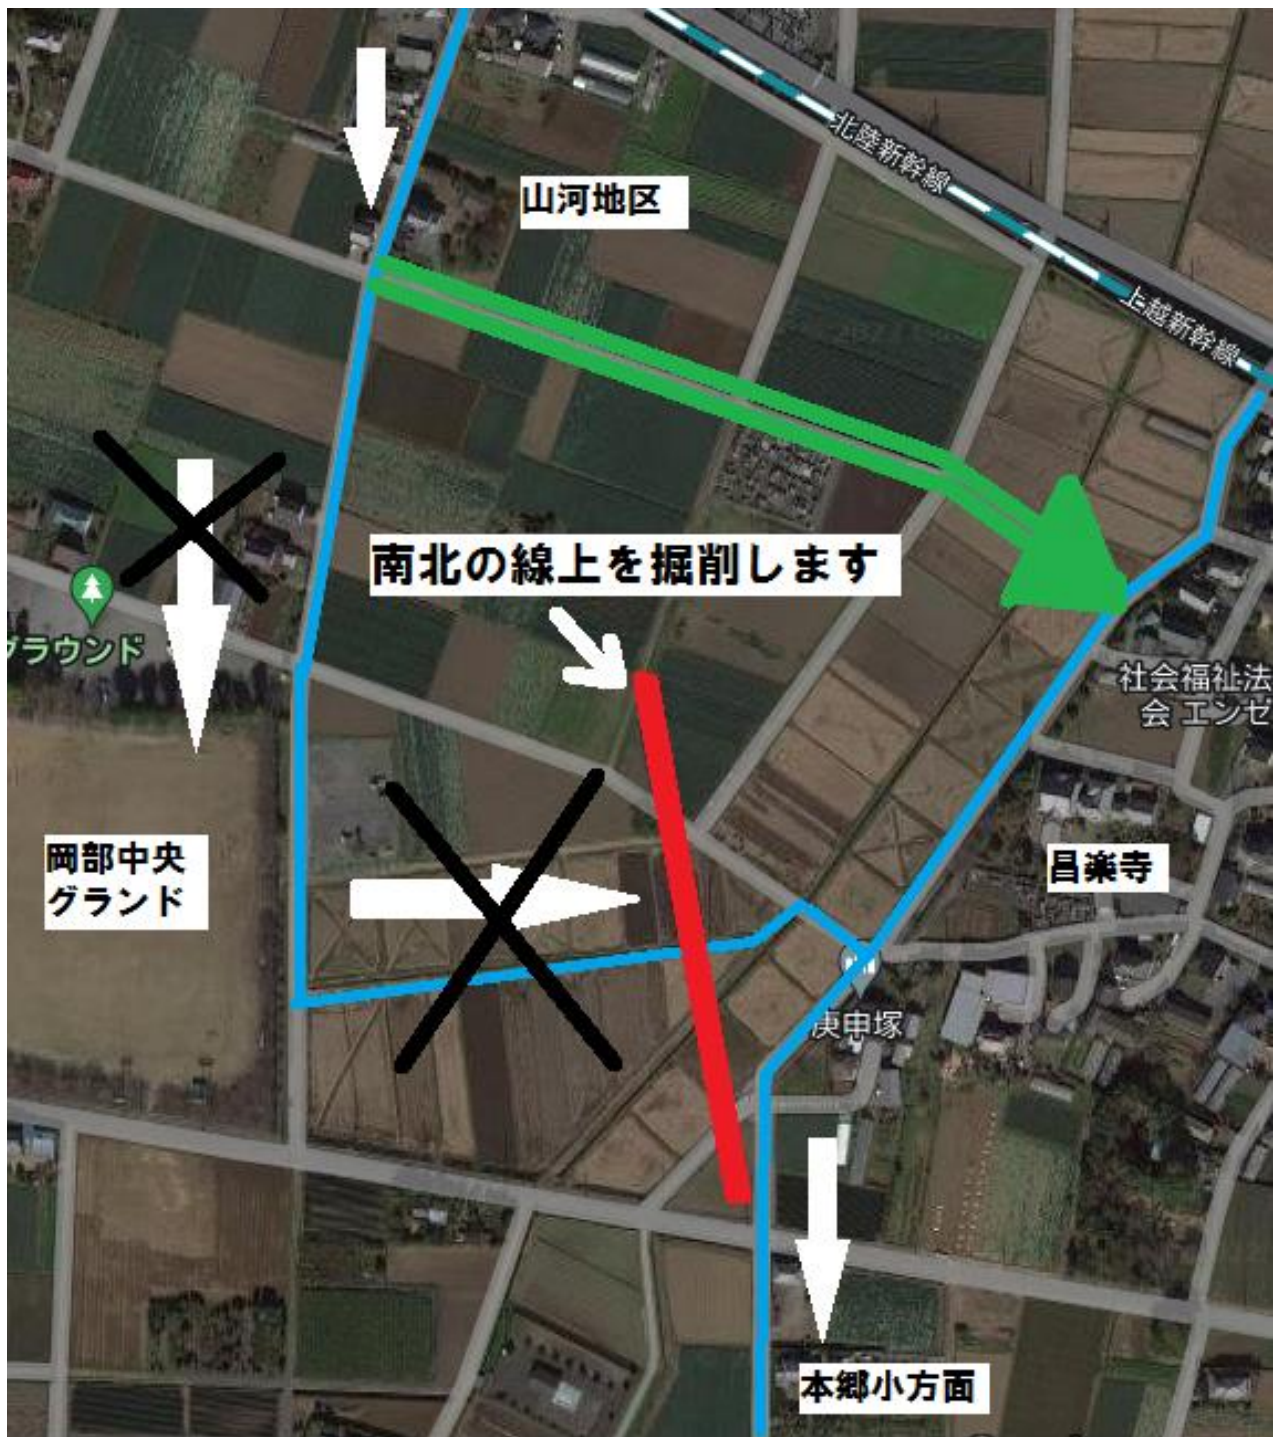 北陸新幹線
山河地区
上越新幹線
南北の線上を掘削します
グラウンド
社会福祉法
会 エンゼ
岡部中央
グランド
昌楽寺
庚申塚
本郷小方面